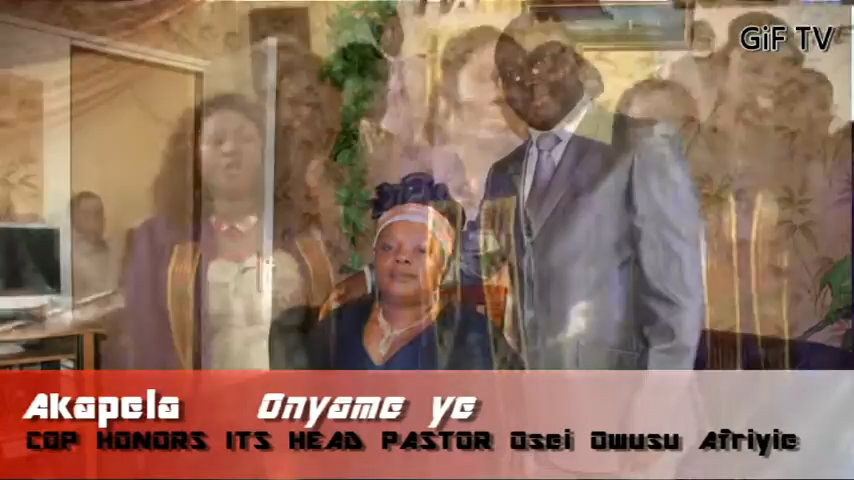 GiF TV
Akapela Onyame ye
COP HONORS ITS HEAD PASTOR Osei Owusu Afriyie